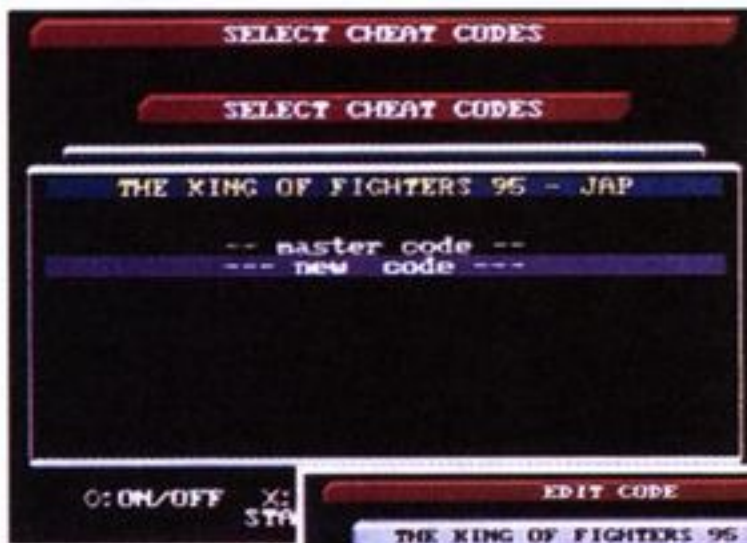 SELECT CHEAT CODES
SELECT CHEAT CODES
THE KING OF FIGHTERS 95 - JAP
-- master code --
--- new code ---
O:ON/OFF X:
STA
EDIT CODE
THE KING OF FIGHTERS 95